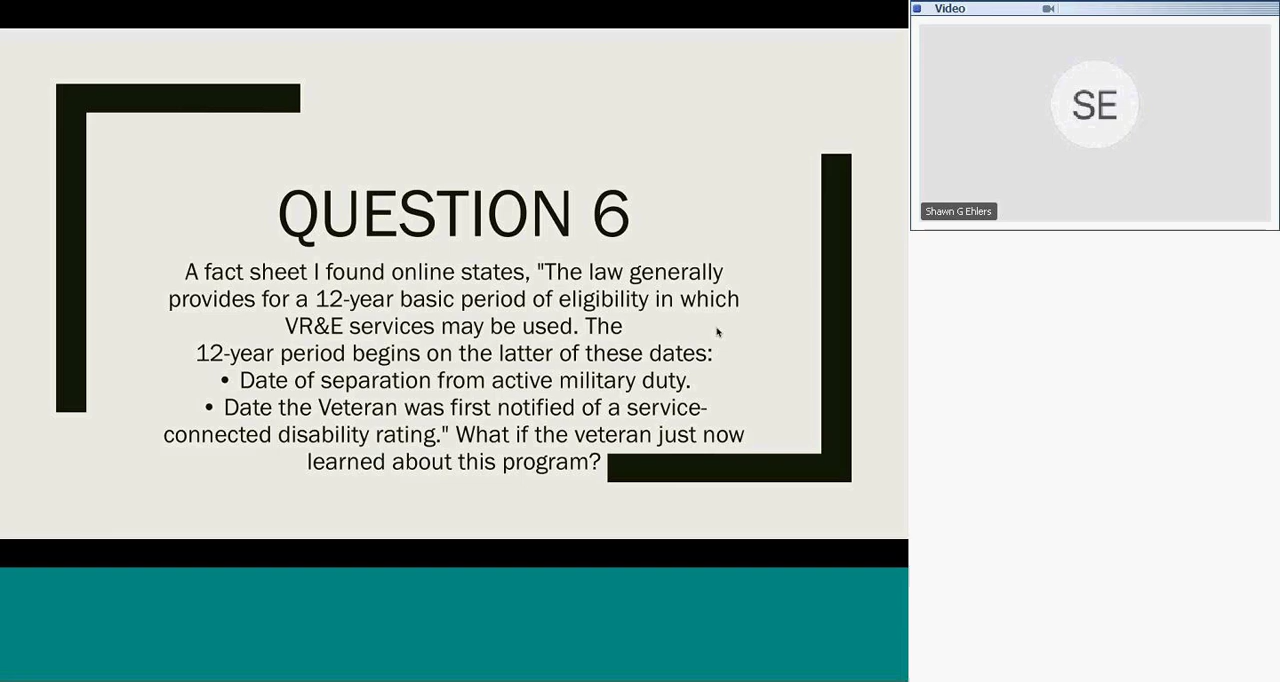 Video
SE
Shawn G Ehlers
QUESTION 6
A fact sheet I found online states, "The law generally
provides for a 12-year basic period of eligibility in which
VR&E services may be used. The
12-year period begins on the latter of these dates:
• Date of separation from active military duty.
• Date the Veteran was first notified of a service-
connected disability rating." What if the veteran just now
learned about this program?